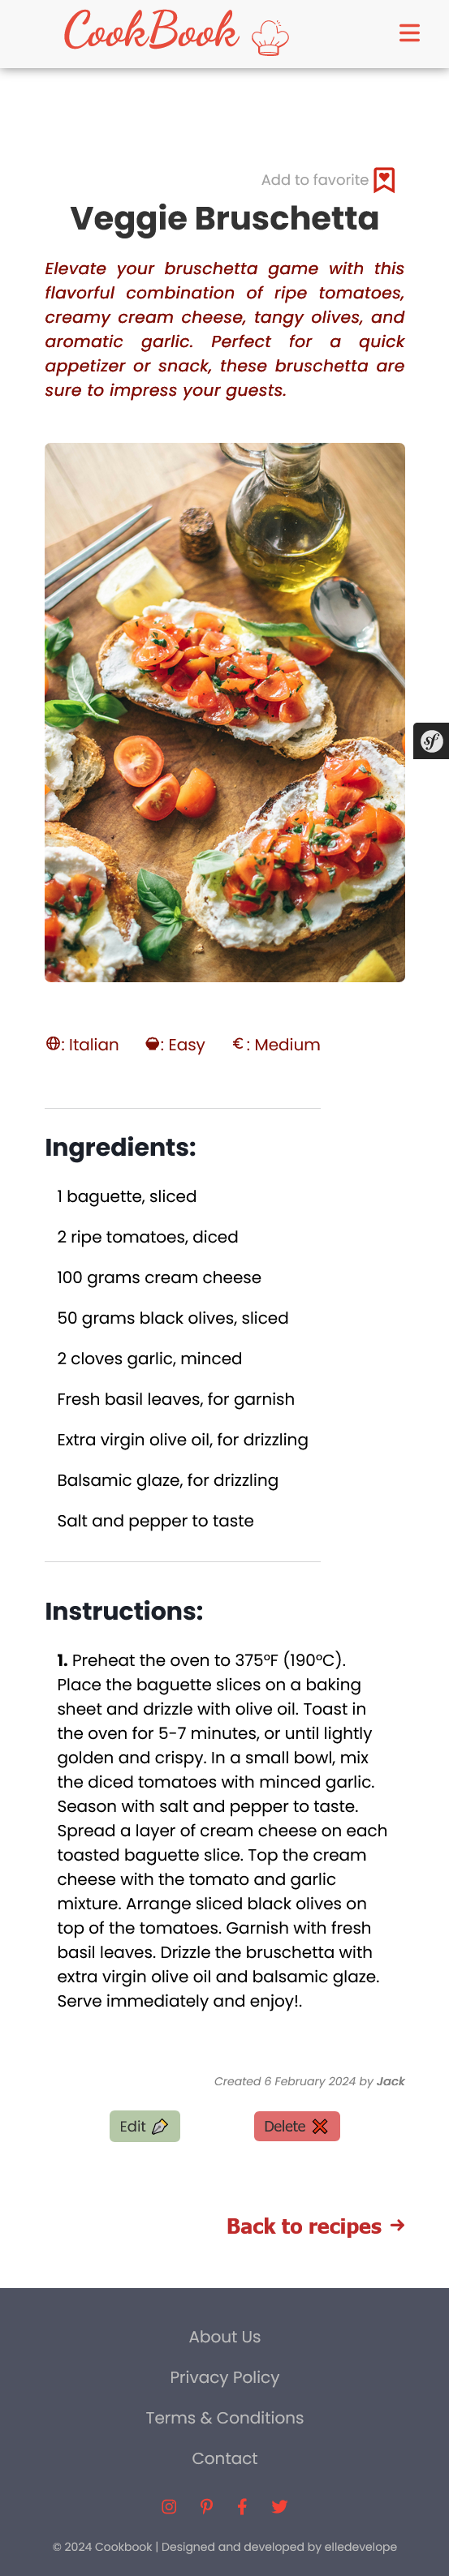 CookBook
Add to favorite
Veggie Bruschetta
Elevate your bruschetta game with this
flavorful combination of ripe tomatoes,
creamy cream cheese, tangy olives, and
aromatic garlic. Perfect for a quick
appetizer or snack, these bruschetta are
sure to impress your guests.
sf
: Italian : Easy € : Medium
Ingredients:
1 baguette, sliced
2 ripe tomatoes, diced
100 grams cream cheese
50 grams black olives, sliced
2 cloves garlic, minced
Fresh basil leaves, for garnish
Extra virgin olive oil, for drizzling
Balsamic glaze, for drizzling
Salt and pepper to taste
Instructions:
1. Preheat the oven to 375°F (190°C).
Place the baguette slices on a baking
sheet and drizzle with olive oil. Toast in
the oven for 5-7 minutes, or until lightly
golden and crispy. In a small bowl, mix
the diced tomatoes with minced garlic.
Season with salt and pepper to taste.
Spread a layer of cream cheese on each
toasted baguette slice. Top the cream
cheese with the tomato and garlic
mixture. Arrange sliced black olives on
top of the tomatoes. Garnish with fresh
basil leaves. Drizzle the bruschetta with
extra virgin olive oil and balsamic glaze.
Serve immediately and enjoy!.
Created 6 February 2024 by Jack
Edit Delete
Back to recipes →
About Us
Privacy Policy
Terms & Conditions
Contact
© 2024 Cookbook | Designed and developed by elledevelope